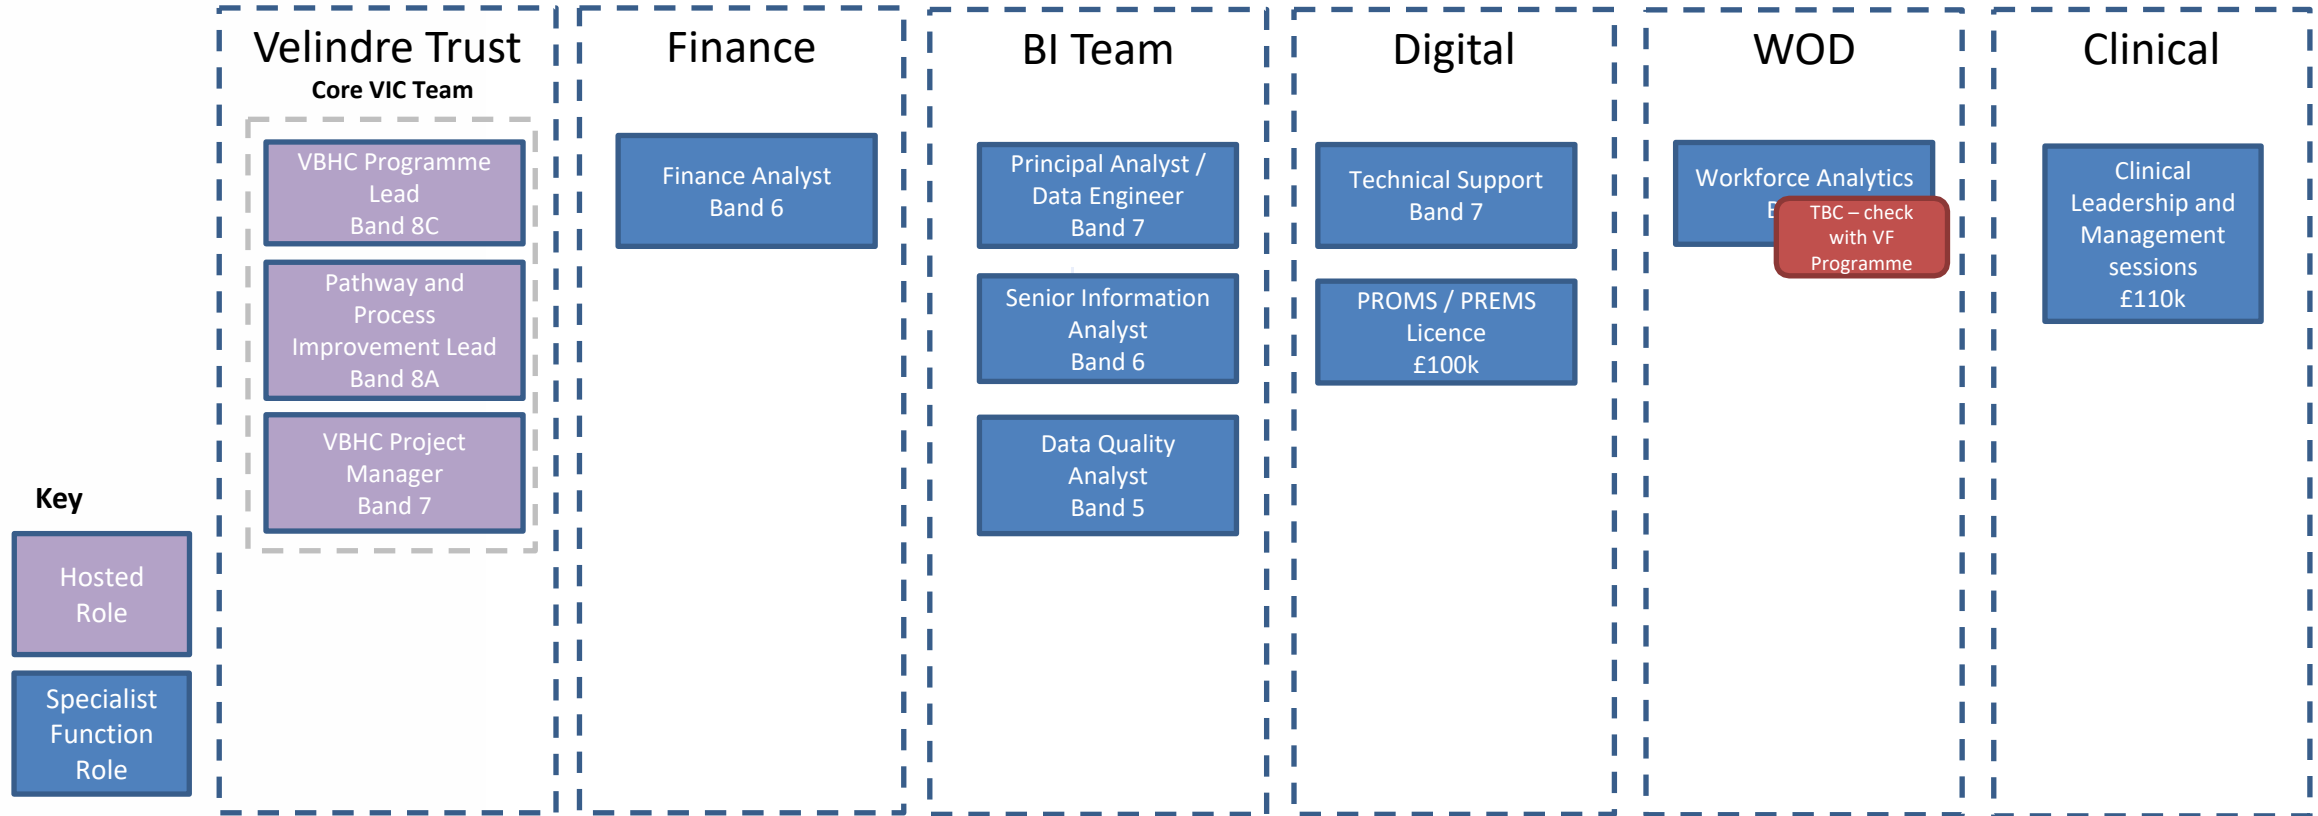 Velindre Trust
Core VIC Team
VBHC Programme
Lead
Band 8C
Pathway and
Process
Improvement Lead
Band 8A
VBHC Project
Manager
Band 7
Finance
Finance Analyst
Band 6
BI Team
Principal Analyst /
Data Engineer
Band 7
Senior Information
Analyst
Band 6
Data Quality
Analyst
Band 5
Digital
Technical Support
Band 7
PROMS / PREMS
Licence
£100k
WOD
Workforce Analytics
TBC – check
with VF
Programme
Clinical
Clinical
Leadership and
Management
sessions
£110k
Key
Hosted
Role
Specialist
Function
Role